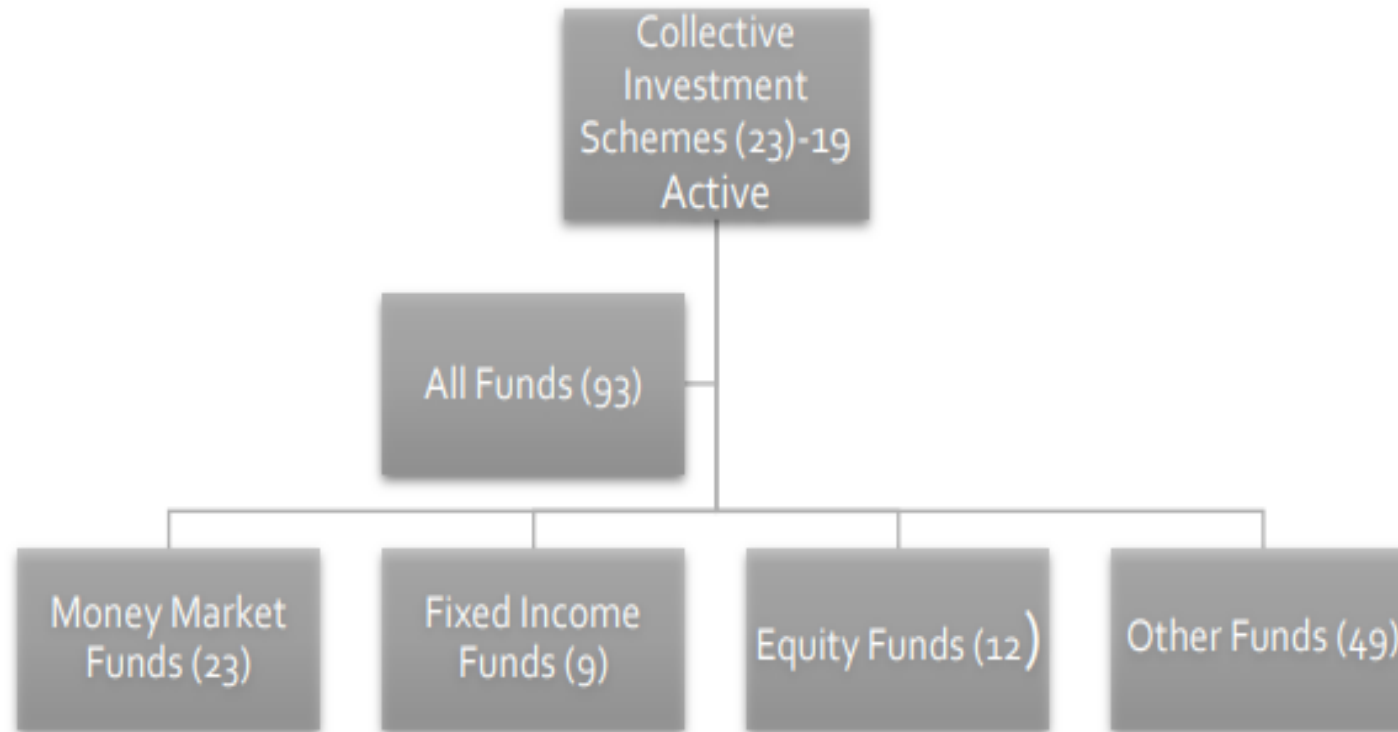 Collective
Investment
Schemes (23)-19
Active
All Funds (93)
Money Market
Funds (23)
Fixed Income
Funds (9)
Equity Funds (12)
Other Funds (49)